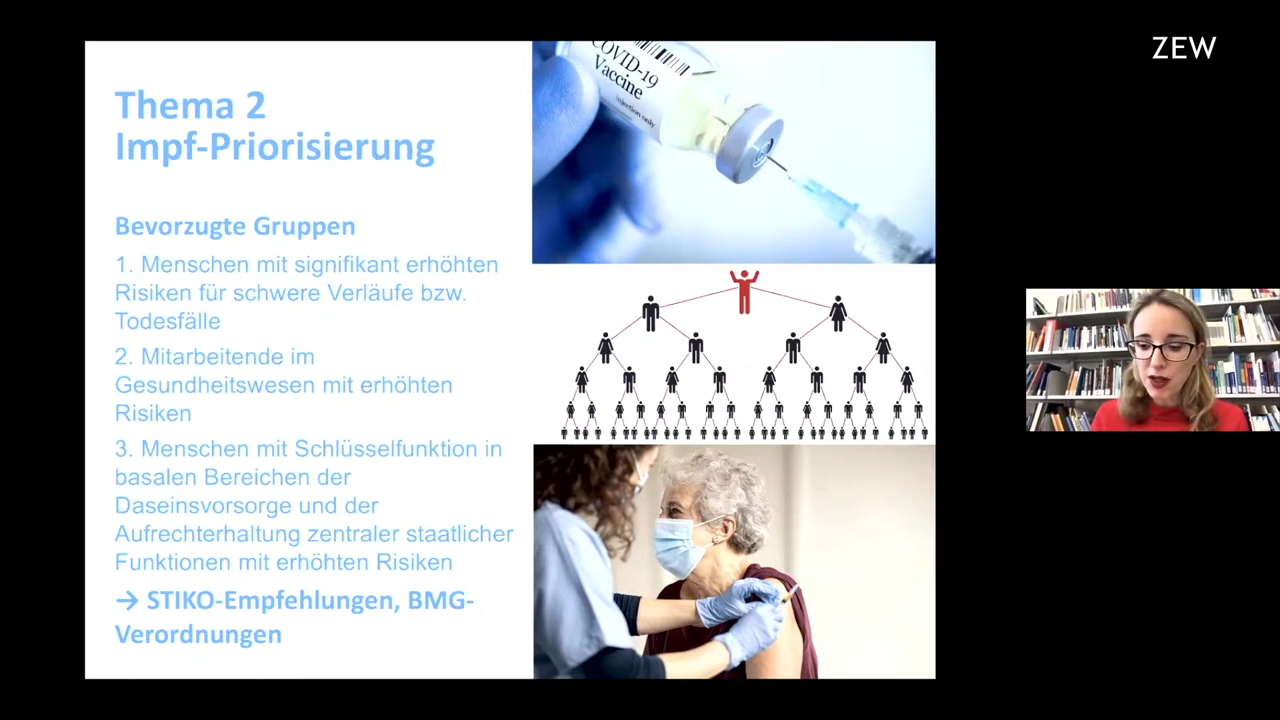 ZEW
Thema 2
Impf-Priorisierung
Bevorzugte Gruppen
1. Menschen mit signifikant erhöhten
Risiken für schwere Verläufe bzw.
Todesfälle
2. Mitarbeitende im
Gesundheitswesen mit erhöhten
Risiken
3. Menschen mit Schlüsselfunktion in
basalen Bereichen der
Daseinsvorsorge und der
Aufrechterhaltung zentraler staatlicher
Funktionen mit erhöhten Risiken
→ STIKO-Empfehlungen, BMG-
Verordnungen
COVID-19
Vaccine
injection only